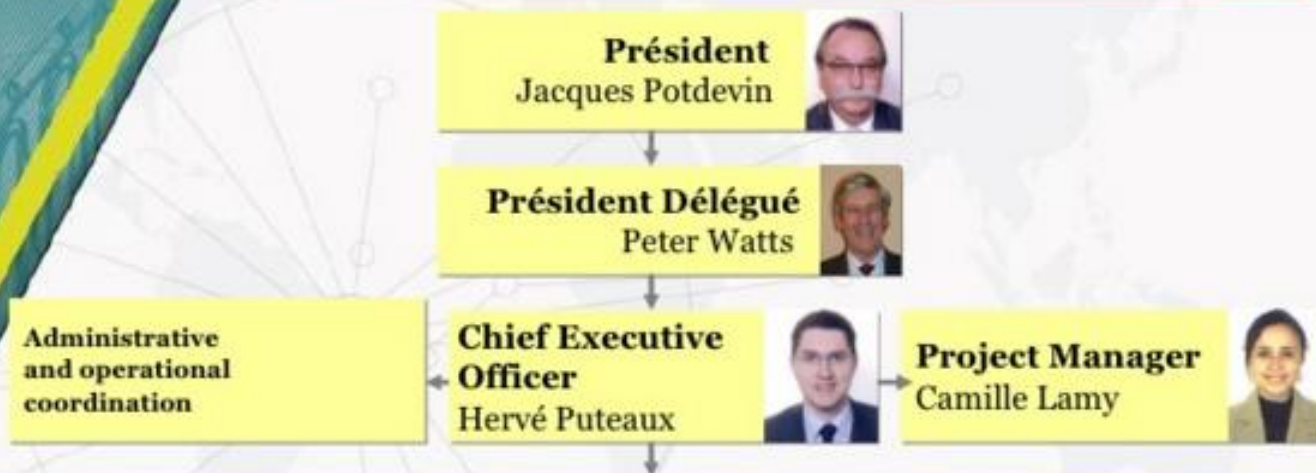 Président
Jacques Potdevin
Président Délégué
Peter Watts
Administrative
and operational
coordination
Chief Executive
Officer
Hervé Puteaux
Project Manager
Camille Lamy